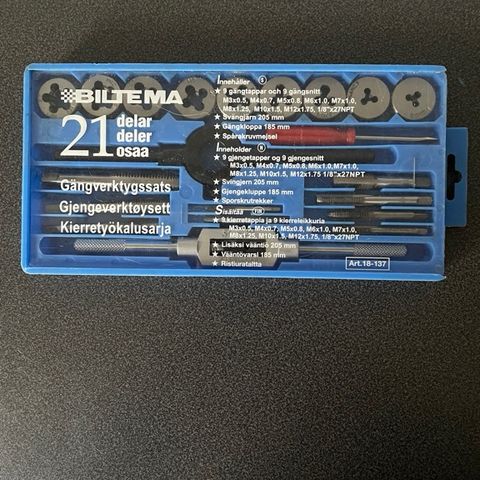 BILTEMA
21 delar
deler
osaa
Gängverktygssats
Gjengeverktøysett
Kierretyökalusarja
Innehåller S
★ 9 gängtappar och 9 gängsnitt
M3x0.5, M4x0.7, M5x0.8, M6x1.0, M7x1.0,
M8x1.25, M10x1.5, M12x1.75, 1/8"x27NPT
★ Svängjärn 205 mm
★ Gängkloppa 185 mm
★ Spårskruvmejsel
Inneholder N
★ 9 gjengetapper og 9 gjengesnitt
M3x0.5, M4x0.7, M5x0.8, M6x1.0, M7x1.0,
M8x1.25, M10x1.5, M12x1.75 1/8"x27NPT
★ Svingjern 205 mm
★ Gjengekluppe 185 mm
★ Sporskrutrekker
Sisältää FIN
★ 9 kierretappia ja 9 kierreleikkuria
M3x0.5, M4x0.7, M5x0.8, M6x1.0, M7x1.0,
M8x1.25, M10x1.5, M12x1.75, 1/8"x27NPT
★ Lisäksi vääntiö 205 mm
★ Vääntövarsi 185 mm
★ Ristiurataltta
Art.18-137